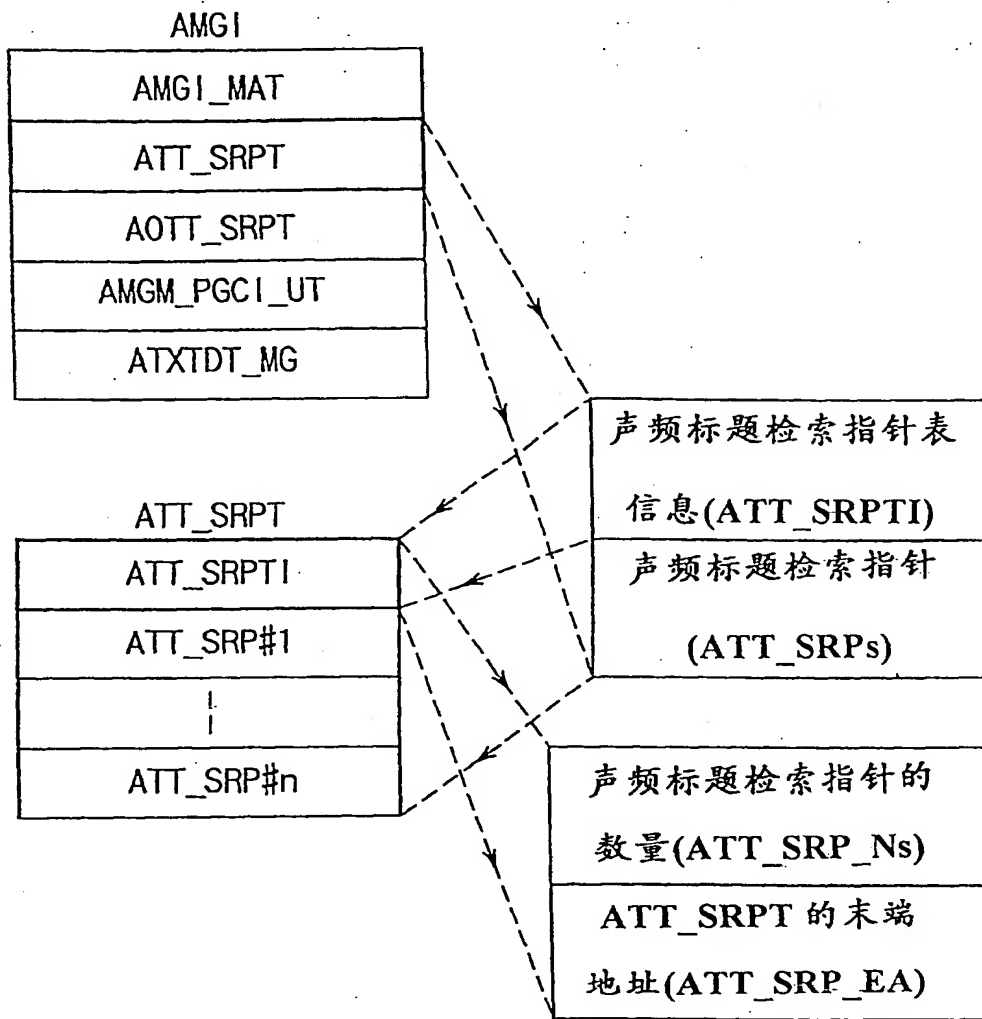 AMGI
AMGI_MAT
ATT_SRPT
AOTT_SRPT
AMGM_PGCI_UT
ATXTDT_MG
声频标题检索指针表
信息(ATT_SRPTI)
声频标题检索指针
(ATT_SRPs)
ATT_SRPT
ATT_SRPTI
ATT_SRP#1
ATT_SRP#n
声频标题检索指针的
数量(ATT_SRP_Ns)
ATT_SRPT 的末端
地址(ATT_SRP_EA)